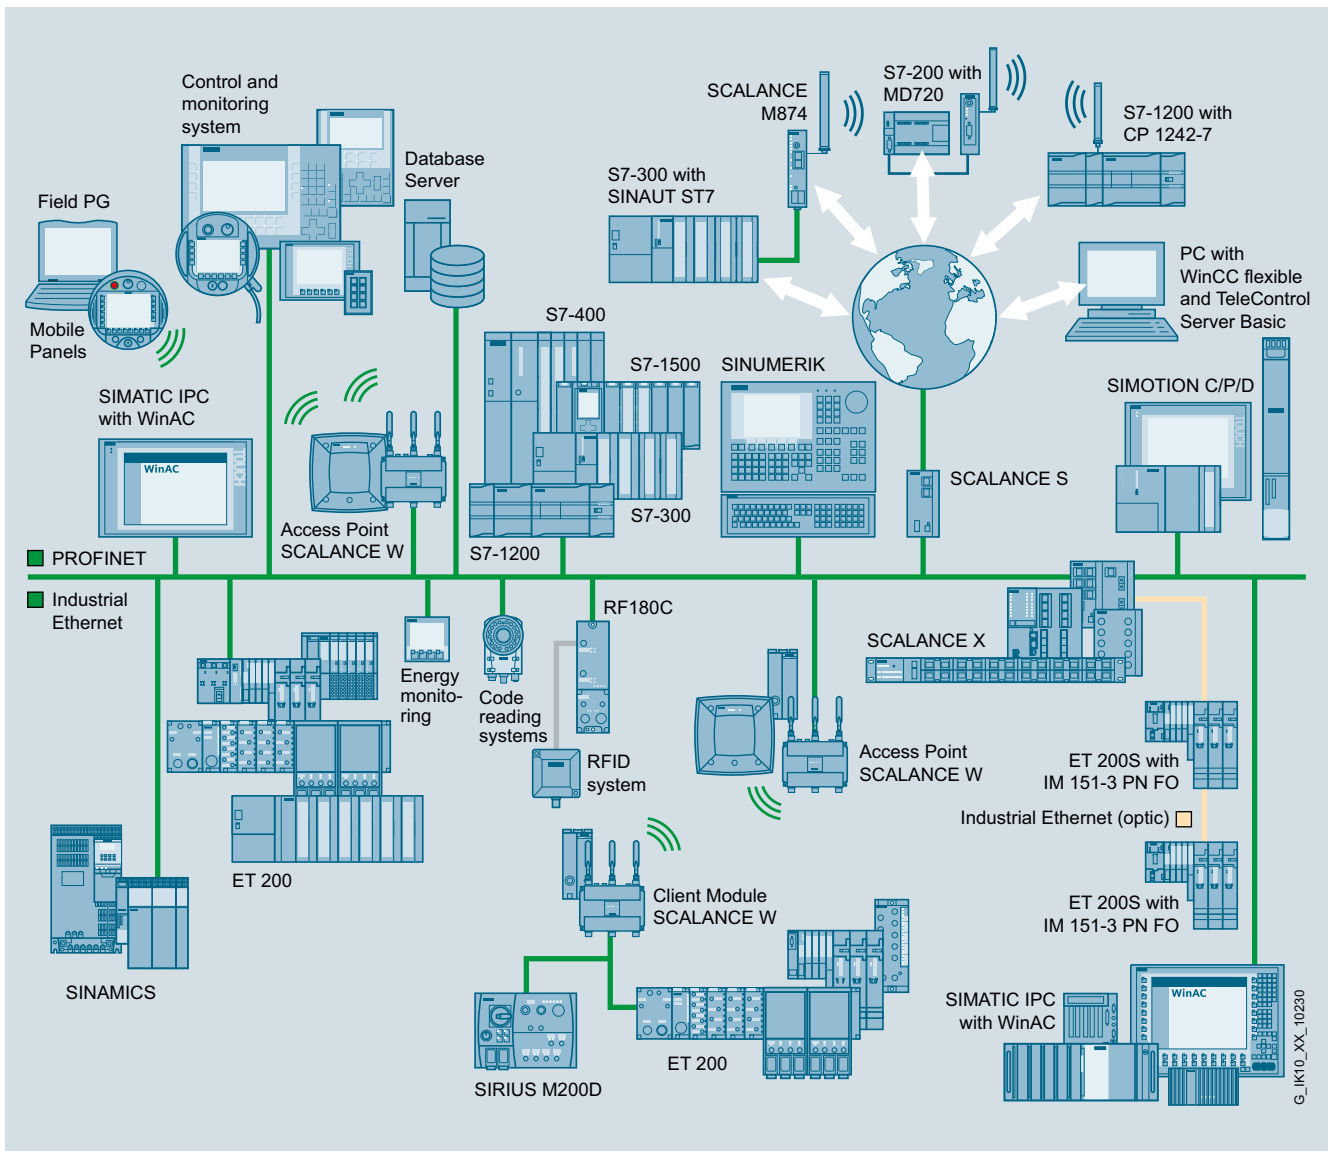 Control and
monitoring
system
Field PG
Mobile
Panels
Database
Server
SCALANCE
M874
S7-200 with
MD720
S7-1200 with
CP 1242-7
S7-300 with
SINAUT ST7
PC with
WinCC flexible
and TeleControl
Server Basic
SIMATIC IPC
with WinAC
WinAC
TOUCH
Access Point
SCALANCE W
S7-400
S7-1500
S7-300
S7-1200
SINUMERIK
SCALANCE S
SIMOTION C/P/D
TOUCH
PROFINET
Industrial
Ethernet
Energy
monito-
ring
Code
reading
systems
RF180C
RFID
system
SCALANCE X
Access Point
SCALANCE W
ET 200S with
IM 151-3 PN FO
Industrial Ethernet (optic)
ET 200S with
IM 151-3 PN FO
ET 200
SINAMICS
Client Module
SCALANCE W
SIRIUS M200D
ET 200
SIMATIC IPC
with WinAC
WinAC
G_IK10_XX_10230